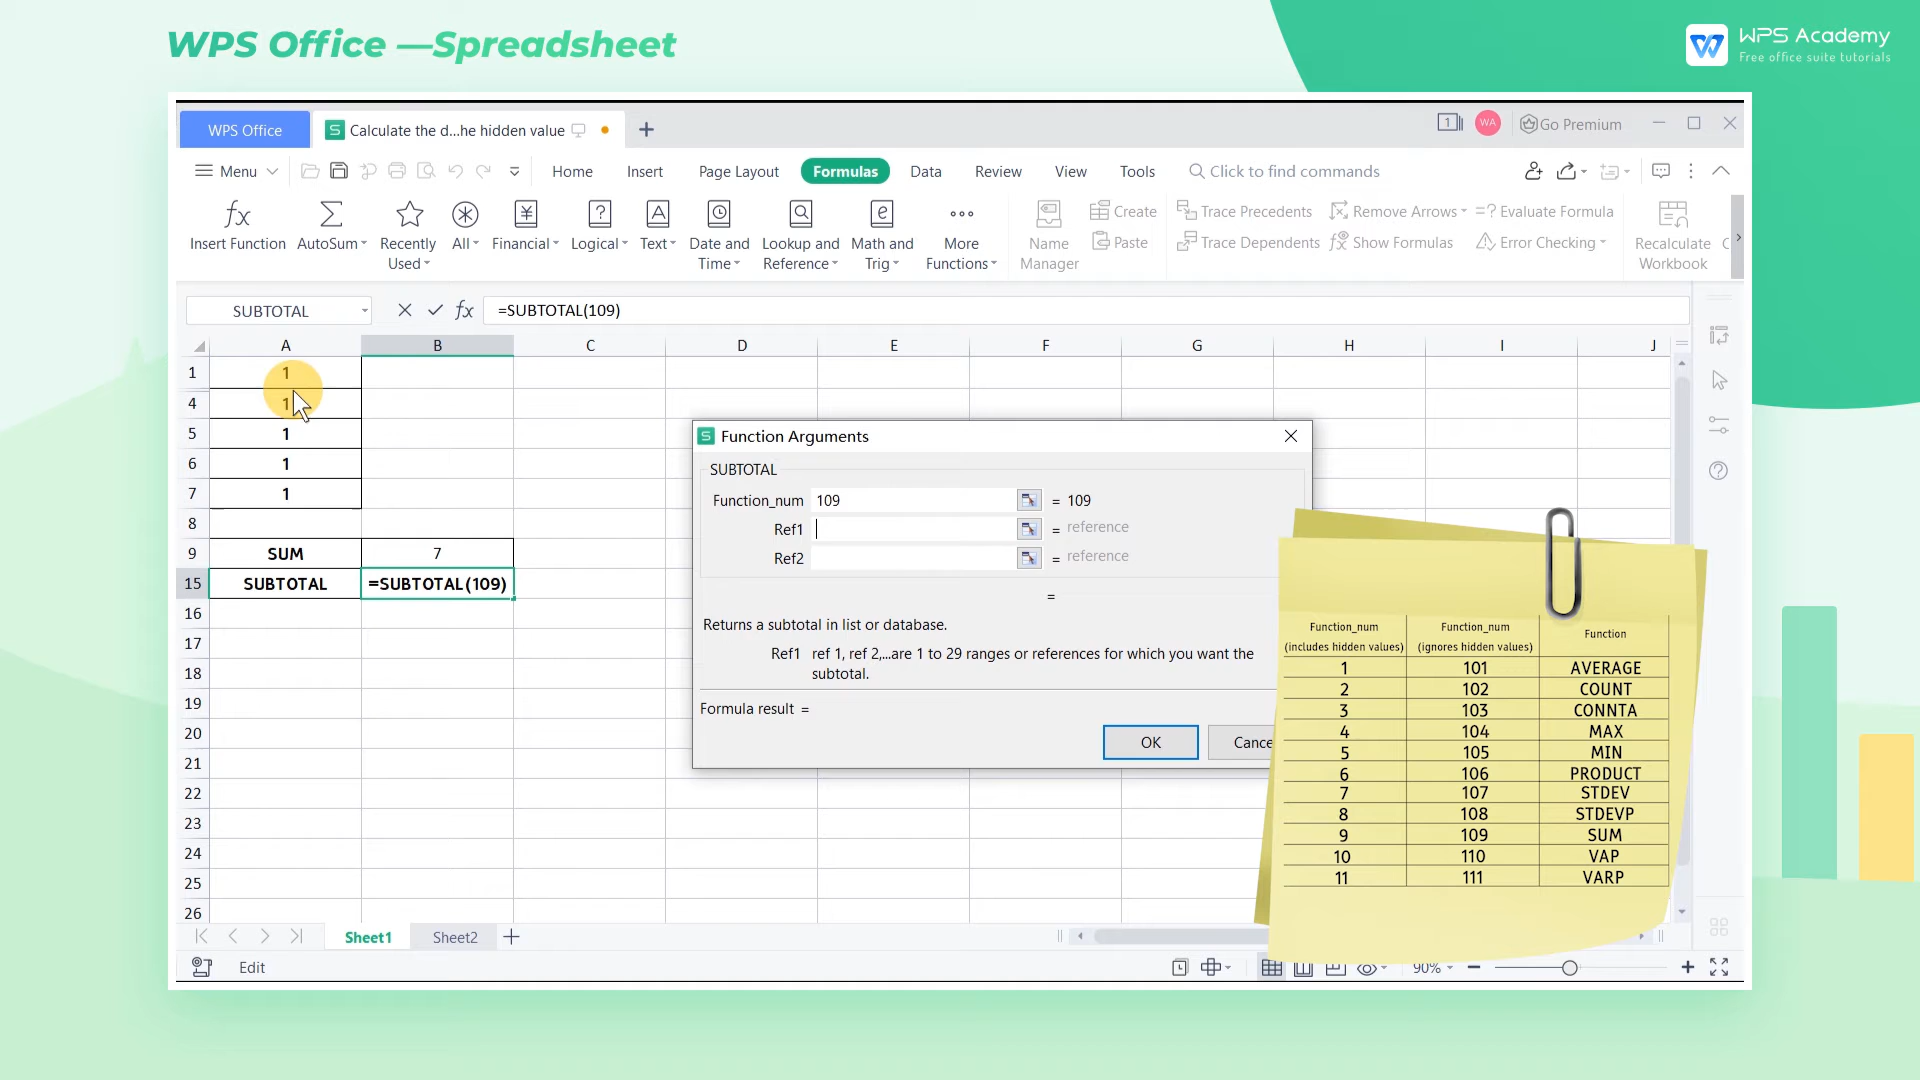 WPS Office —Spreadsheet
WPS Academy
Free office suite tutorials
WPS Office
Calculate the d...he hidden value
1
WA
Go Premium
Menu
Home
Insert
Page Layout
Formulas
Data
Review
View
Tools
Click to find commands
Insert Function
AutoSum
Recently Used
All
Financial
Logical
Text
Date and Time
Lookup and Reference
Math and Trig
More Functions
Name Manager
Create
Paste
Trace Precedents
Trace Dependents
Remove Arrows
Show Formulas
Evaluate Formula
Error Checking
Recalculate Workbook
SUBTOTAL
=SUBTOTAL(109)
A B C D E F G H I J
1 1
4 1
5 1
6 1
7 1
8
9 SUM 7
15 SUBTOTAL =SUBTOTAL(109)
16
17
18
19
20
21
22
23
24
25
26
Function Arguments
SUBTOTAL
Function_num 109 = 109
Ref1 = reference
Ref2 = reference
=
Returns a subtotal in list or database.
Ref1 ref 1, ref 2,...are 1 to 29 ranges or references for which you want the
subtotal.
Formula result =
OK
Function_num (includes hidden values) Function_num (ignores hidden values) Function
1 101 AVERAGE
2 102 COUNT
3 103 CONNTA
4 104 MAX
5 105 MIN
6 106 PRODUCT
7 107 STDEV
8 108 STDEVP
9 109 SUM
10 110 VAP
11 111 VARP
Sheet1
Sheet2
Edit
90%